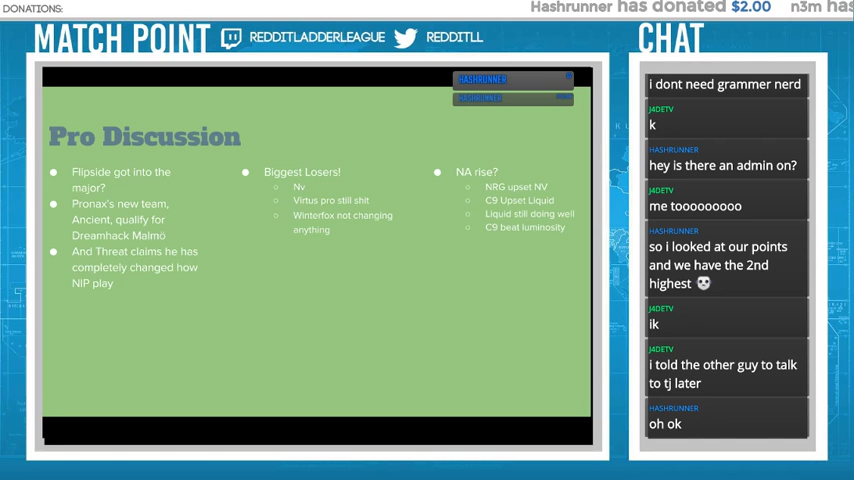 DONATIONS:
Hashrunner has donated $2.00 n3m has
MATCH POINT
REDDITLADDERLEAGUE
REDDITLL
CHAT
HASHRUNNER
HASHRUNNER
Pro Discussion
● Flipside got into the
major?
● Pronax's new team,
Ancient, qualify for
Dreamhack Malmö
● And Threat claims he has
completely changed how
NIP play
● Biggest Losers!
○ Nv
○ Virtus pro still shit
○ Winterfox not changing
anything
● NA rise?
○ NRG upset NV
○ C9 Upset Liquid
○ Liquid still doing well
○ C9 beat luminosity
i dont need grammer nerd
J4DETV
k
HASHRUNNER
hey is there an admin on?
J4DETV
me tooooooooo
HASHRUNNER
so i looked at our points
and we have the 2nd
highest 💀
J4DETV
ik
J4DETV
i told the other guy to talk
to tj later
HASHRUNNER
oh ok